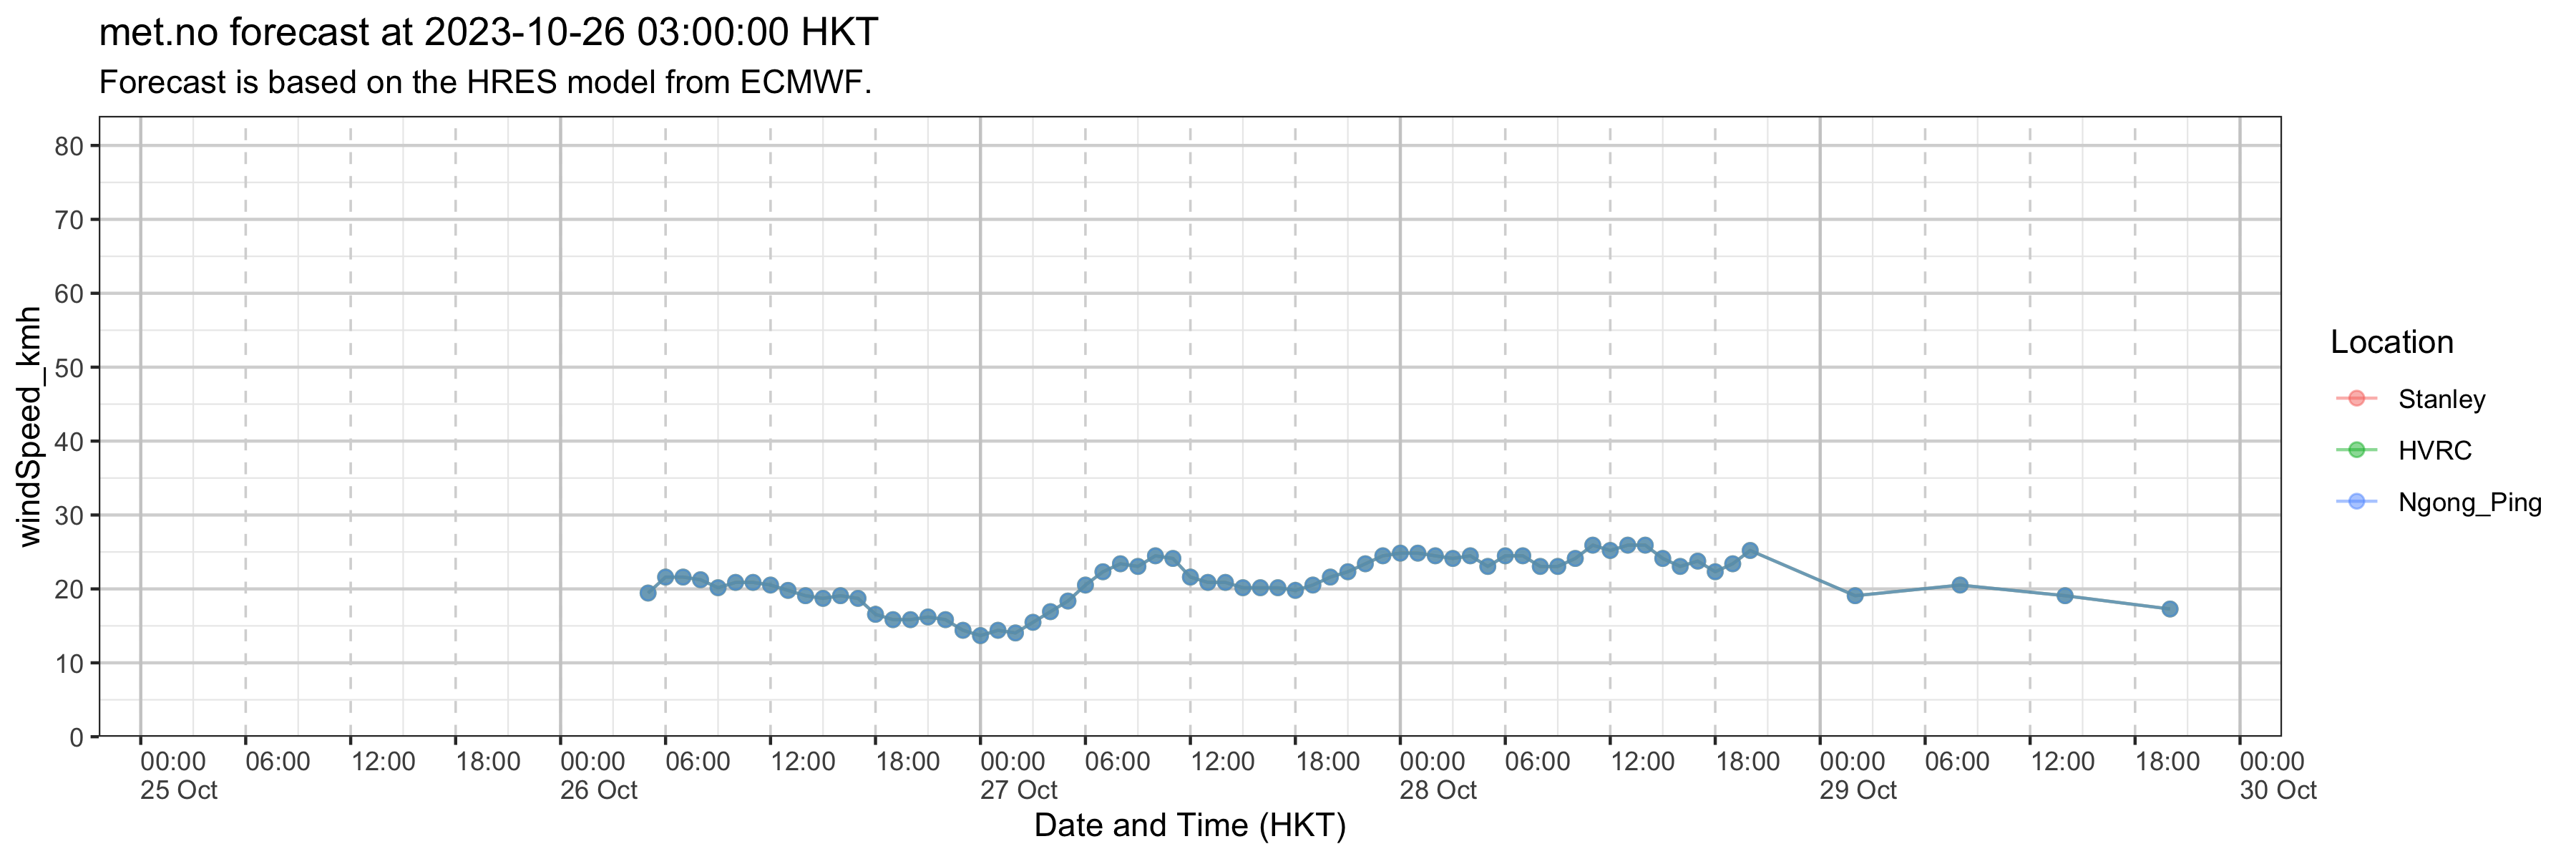 met.no forecast at 2023-10-26 03:00:00 HKT
Forecast is based on the HRES model from ECMWF.
windSpeed_kmh
80
70
60
50
40
30
20
10
0
00:00 06:00 12:00 18:00 00:00 06:00 12:00 18:00 00:00 06:00 12:00 18:00 00:00 06:00 12:00 18:00 00:00 06:00 12:00 18:00 00:00
25 Oct 26 Oct 27 Oct 28 Oct 29 Oct 30 Oct
Date and Time (HKT)
Location
Stanley
HVRC
Ngong_Ping